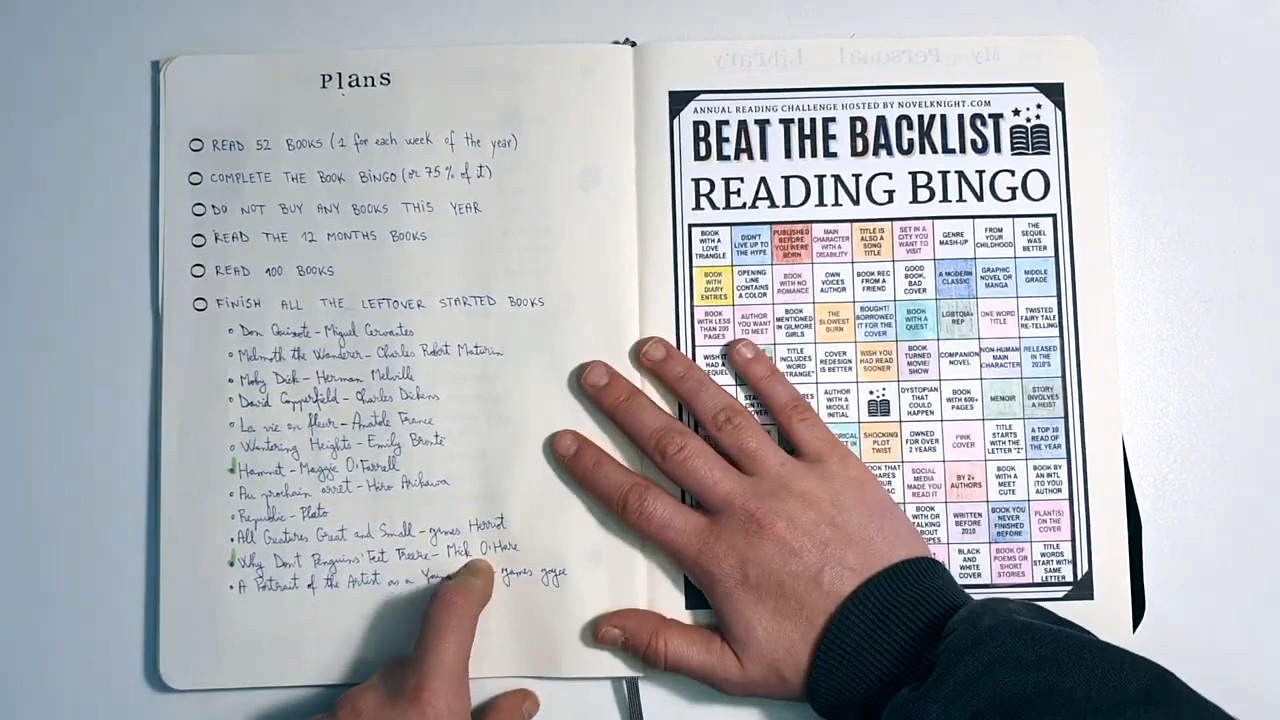 Plans
READ 52 BOOKS (1 for each week of the year)
COMPLETE THE BOOK BINGO (or 75% of it)
DO NOT BUY ANY BOOKS THIS YEAR
READ THE 12 MONTHS BOOKS
READ 100 BOOKS
FINISH ALL THE LEFTOVER STARTED BOOKS
Don Quixote - Miguel Cervantes
Melmoth the Wanderer - Charles Robert Maturin
Moby Dick - Herman Melville
David Copperfield - Charles Dickens
La vie en fleur - Anatole France
Wuthering Heights - Emily Brontë
Hamnet - Maggie O'Farrell
Au prochain arrêt Hiro Arikawa
Republic - Plato
All Creatures Great and Small - James Herriot
Why Don't Penguins Feet Freeze - Mick O'Hare
A Portrait of the Artist as a James Joyce
My Personal Library
ANNUAL READING CHALLENGE HOSTED BY NOVELKNIGHT.COM
BEAT THE BACKLIST
READING BINGO
BOOK WITH A LOVE TRIANGLE
DIDN'T LIVE UP TO THE HYPE
PUBLISHED BEFORE YOU WERE BORN
MAIN CHARACTER WITH A DISABILITY
TITLE IS ALSO A SONG TITLE
SET IN A CITY YOU WANT TO VISIT
GENRE MASH-UP
FROM YOUR CHILDHOOD
THE SEQUEL WAS BETTER
BOOK WITH DIARY ENTRIES
OPENING LINE CONTAINS A COLOR
BOOK WITH NO ROMANCE
OWN VOICES AUTHOR
BOOK REC FROM A FRIEND
GOOD BOOK, BAD COVER
A MODERN CLASSIC
GRAPHIC NOVEL OR MANGA
MIDDLE GRADE
BOOK WITH LESS THAN 200 PAGES
AUTHOR YOU WANT TO MEET
BOOK MENTIONED IN GILMORE GIRLS
THE SLOWEST BURN
BOUGHT/ BORROWED IT FOR THE COVER
BOOK WITH A QUEST
LGBTQIA+ REP
ONE WORD TITLE
TWISTED FAIRY TALE RE-TELLING
WISH IT HAD A SEQUEL
TITLE INCLUDES WORD "STRANGE"
COVER REDESIGN IS BETTER
WISH YOU HAD READ SOONER
BOOK TURNED MOVIE/ SHOW
COMPANION NOVEL
NON-HUMAN MAIN CHARACTER
RELEASED IN THE 2010'S
AUTHOR WITH A MIDDLE INITIAL
DYSTOPIAN THAT COULD HAPPEN
BOOK WITH 600+ PAGES
MEMOIR
STORY INVOLVES A HEIST
SHOCKING PLOT TWIST
OWNED FOR OVER 2 YEARS
PINK COVER
TITLE STARTS WITH THE LETTER "Z"
A TOP 10 READ OF THE YEAR
SOCIAL MEDIA MADE YOU READ IT
BY 2+ AUTHORS
BOOK WITH A MEET CUTE
BOOK BY AN INTL (TO YOU) AUTHOR
BOOK WITH OR TALKING ABOUT
WRITTEN BEFORE 2010
BOOK YOU NEVER FINISHED BEFORE
PLANT(S) ON THE COVER
BLACK AND WHITE COVER
BOOK OF POEMS OR SHORT STORIES
TITLE WORDS START WITH SAME LETTER